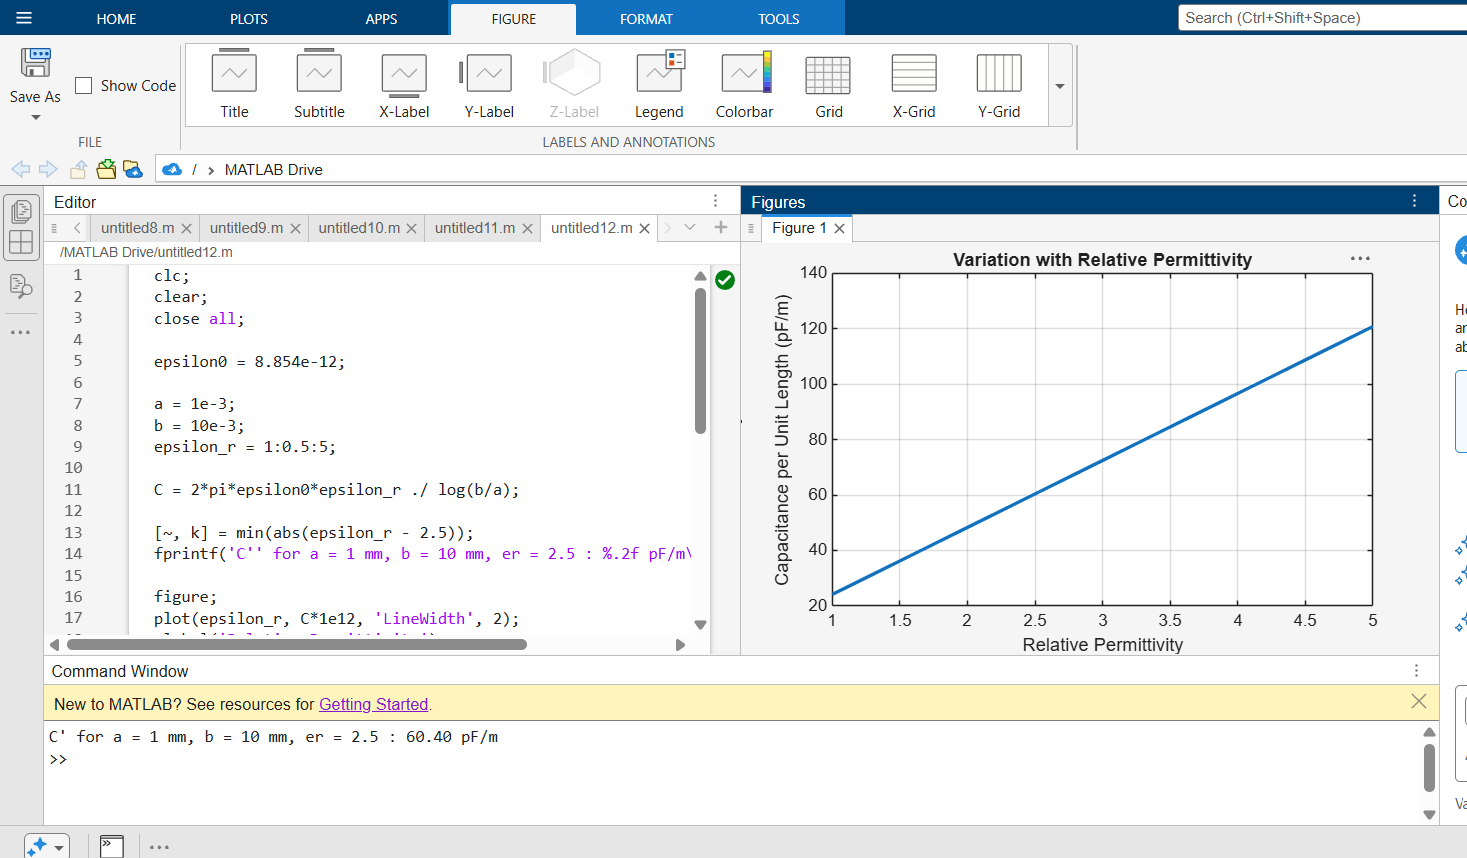 HOME PLOTS APPS FIGURE FORMAT TOOLS Search (Ctrl+Shift+Space)
Save As
Show Code
Title Subtitle X-Label Y-Label Z-Label Legend Colorbar Grid X-Grid Y-Grid
FILE LABELS AND ANNOTATIONS
/ › MATLAB Drive
Editor
untitled8.m × untitled9.m × untitled10.m × untitled11.m × untitled12.m ×
/MATLAB Drive/untitled12.m
1 clc;
2 clear;
3 close all;
4
5 epsilon0 = 8.854e-12;
6
7 a = 1e-3;
8 b = 10e-3;
9 epsilon_r = 1:0.5:5;
10
11 C = 2*pi*epsilon0*epsilon_r ./ log(b/a);
12
13 [~, k] = min(abs(epsilon_r - 2.5));
14 fprintf('C'' for a = 1 mm, b = 10 mm, er = 2.5 : %.2f pF/m\
15
16 figure;
17 plot(epsilon_r, C*1e12, 'LineWidth', 2);
Figures
Figure 1 ×
Variation with Relative Permittivity
Capacitance per Unit Length (pF/m)
140
120
100
80
60
40
20
1 1.5 2 2.5 3 3.5 4 4.5 5
Relative Permittivity
Co
Command Window
New to MATLAB? See resources for Getting Started.
C' for a = 1 mm, b = 10 mm, er = 2.5 : 60.40 pF/m
>>